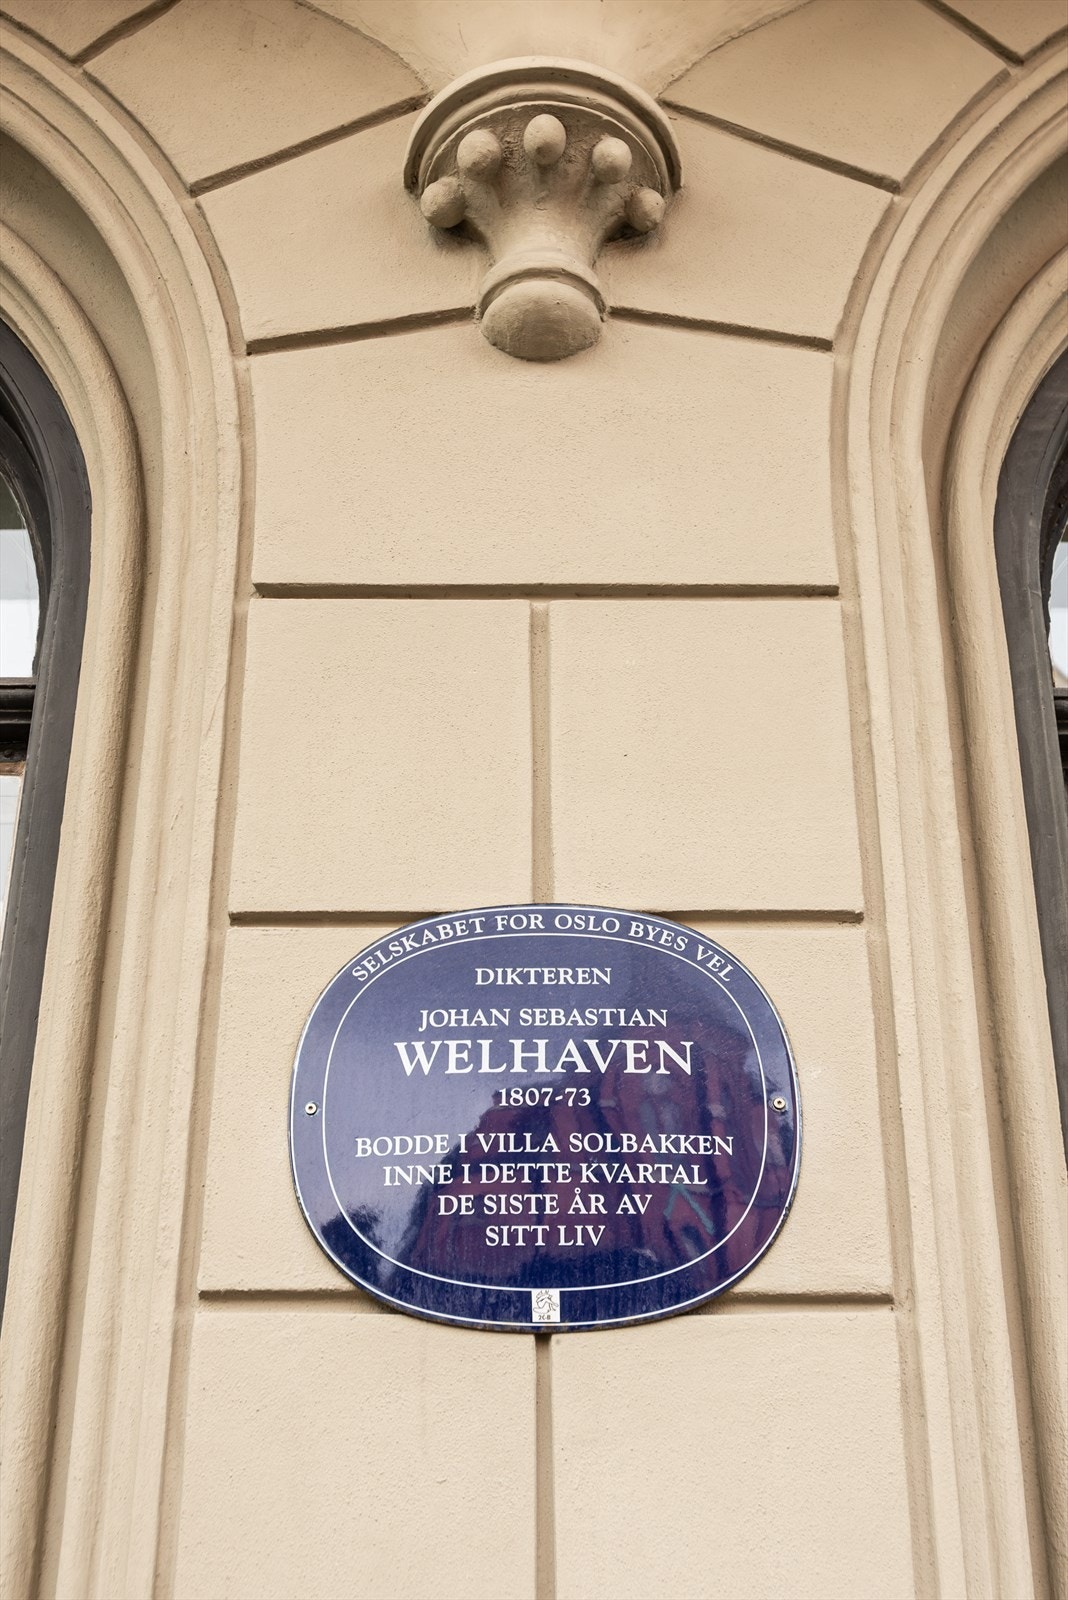 SELSKABET FOR OSLO BYES VEL
DIKTEREN
JOHAN SEBASTIAN
WELHAVEN
1807-73
BODDE I VILLA SOLBAKKEN
INNE I DETTE KVARTAL
DE SISTE ÅR AV
SITT LIV